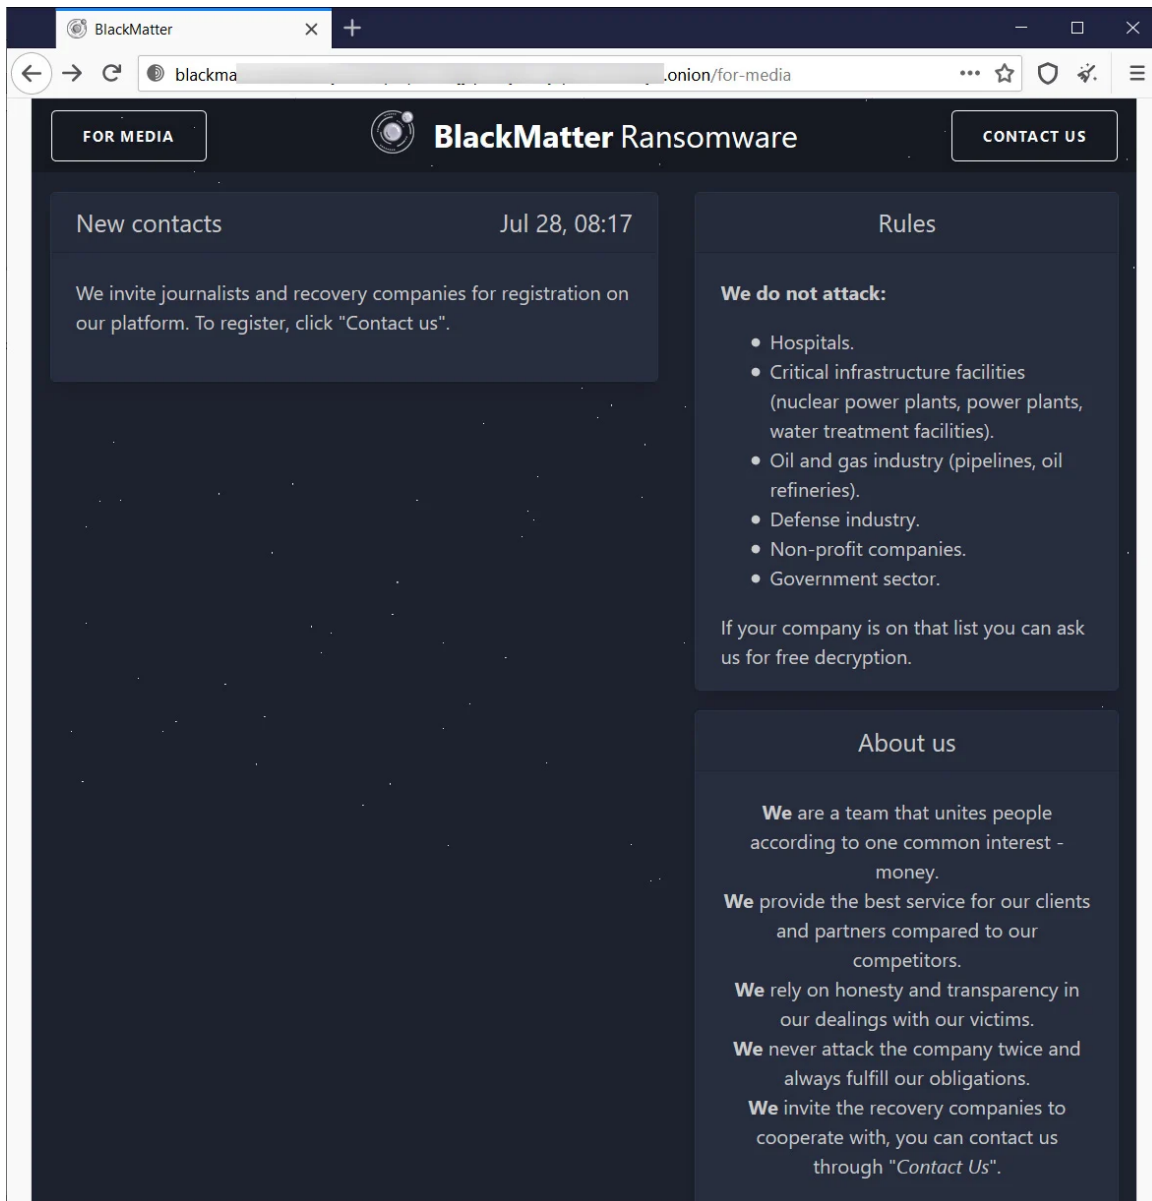 BlackMatter
blackma .onion/for-media
FOR MEDIA
BlackMatter Ransomware
CONTACT US
New contacts
Jul 28, 08:17
We invite journalists and recovery companies for registration on
our platform. To register, click "Contact us".
Rules
We do not attack:
Hospitals.
Critical infrastructure facilities
(nuclear power plants, power plants,
water treatment facilities).
Oil and gas industry (pipelines, oil
refineries).
Defense industry.
Non-profit companies.
Government sector.
If your company is on that list you can ask
us for free decryption.
About us
We are a team that unites people
according to one common interest -
money.
We provide the best service for our clients
and partners compared to our
competitors.
We rely on honesty and transparency in
our dealings with our victims.
We never attack the company twice and
always fulfill our obligations.
We invite the recovery companies to
cooperate with, you can contact us
through "Contact Us".